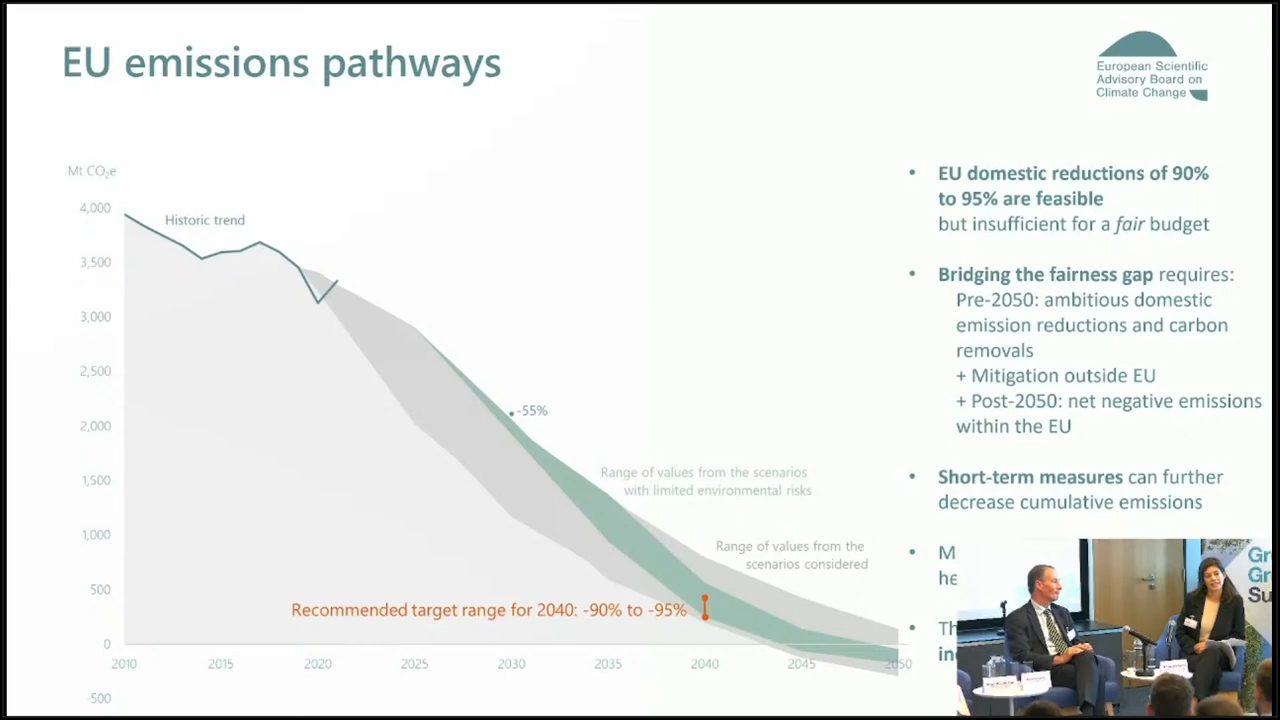 EU emissions pathways
European Scientific
Advisory Board on
Climate Change
Mt CO₂e
4,000
3,500
3,000
2,500
2,000
1,500
1,000
500
0
-500
2010
2015
2020
2025
2030
2035
2040
2045
2050
Historic trend
-55%
Range of values from the scenarios
with limited environmental risks
Range of values from the
scenarios considered
Recommended target range for 2040: -90% to -95%
• EU domestic reductions of 90%
to 95% are feasible
but insufficient for a fair budget
• Bridging the fairness gap requires:
Pre-2050: ambitious domestic
emission reductions and carbon
removals
+ Mitigation outside EU
+ Post-2050: net negative emissions
within the EU
• Short-term measures can further
decrease cumulative emissions